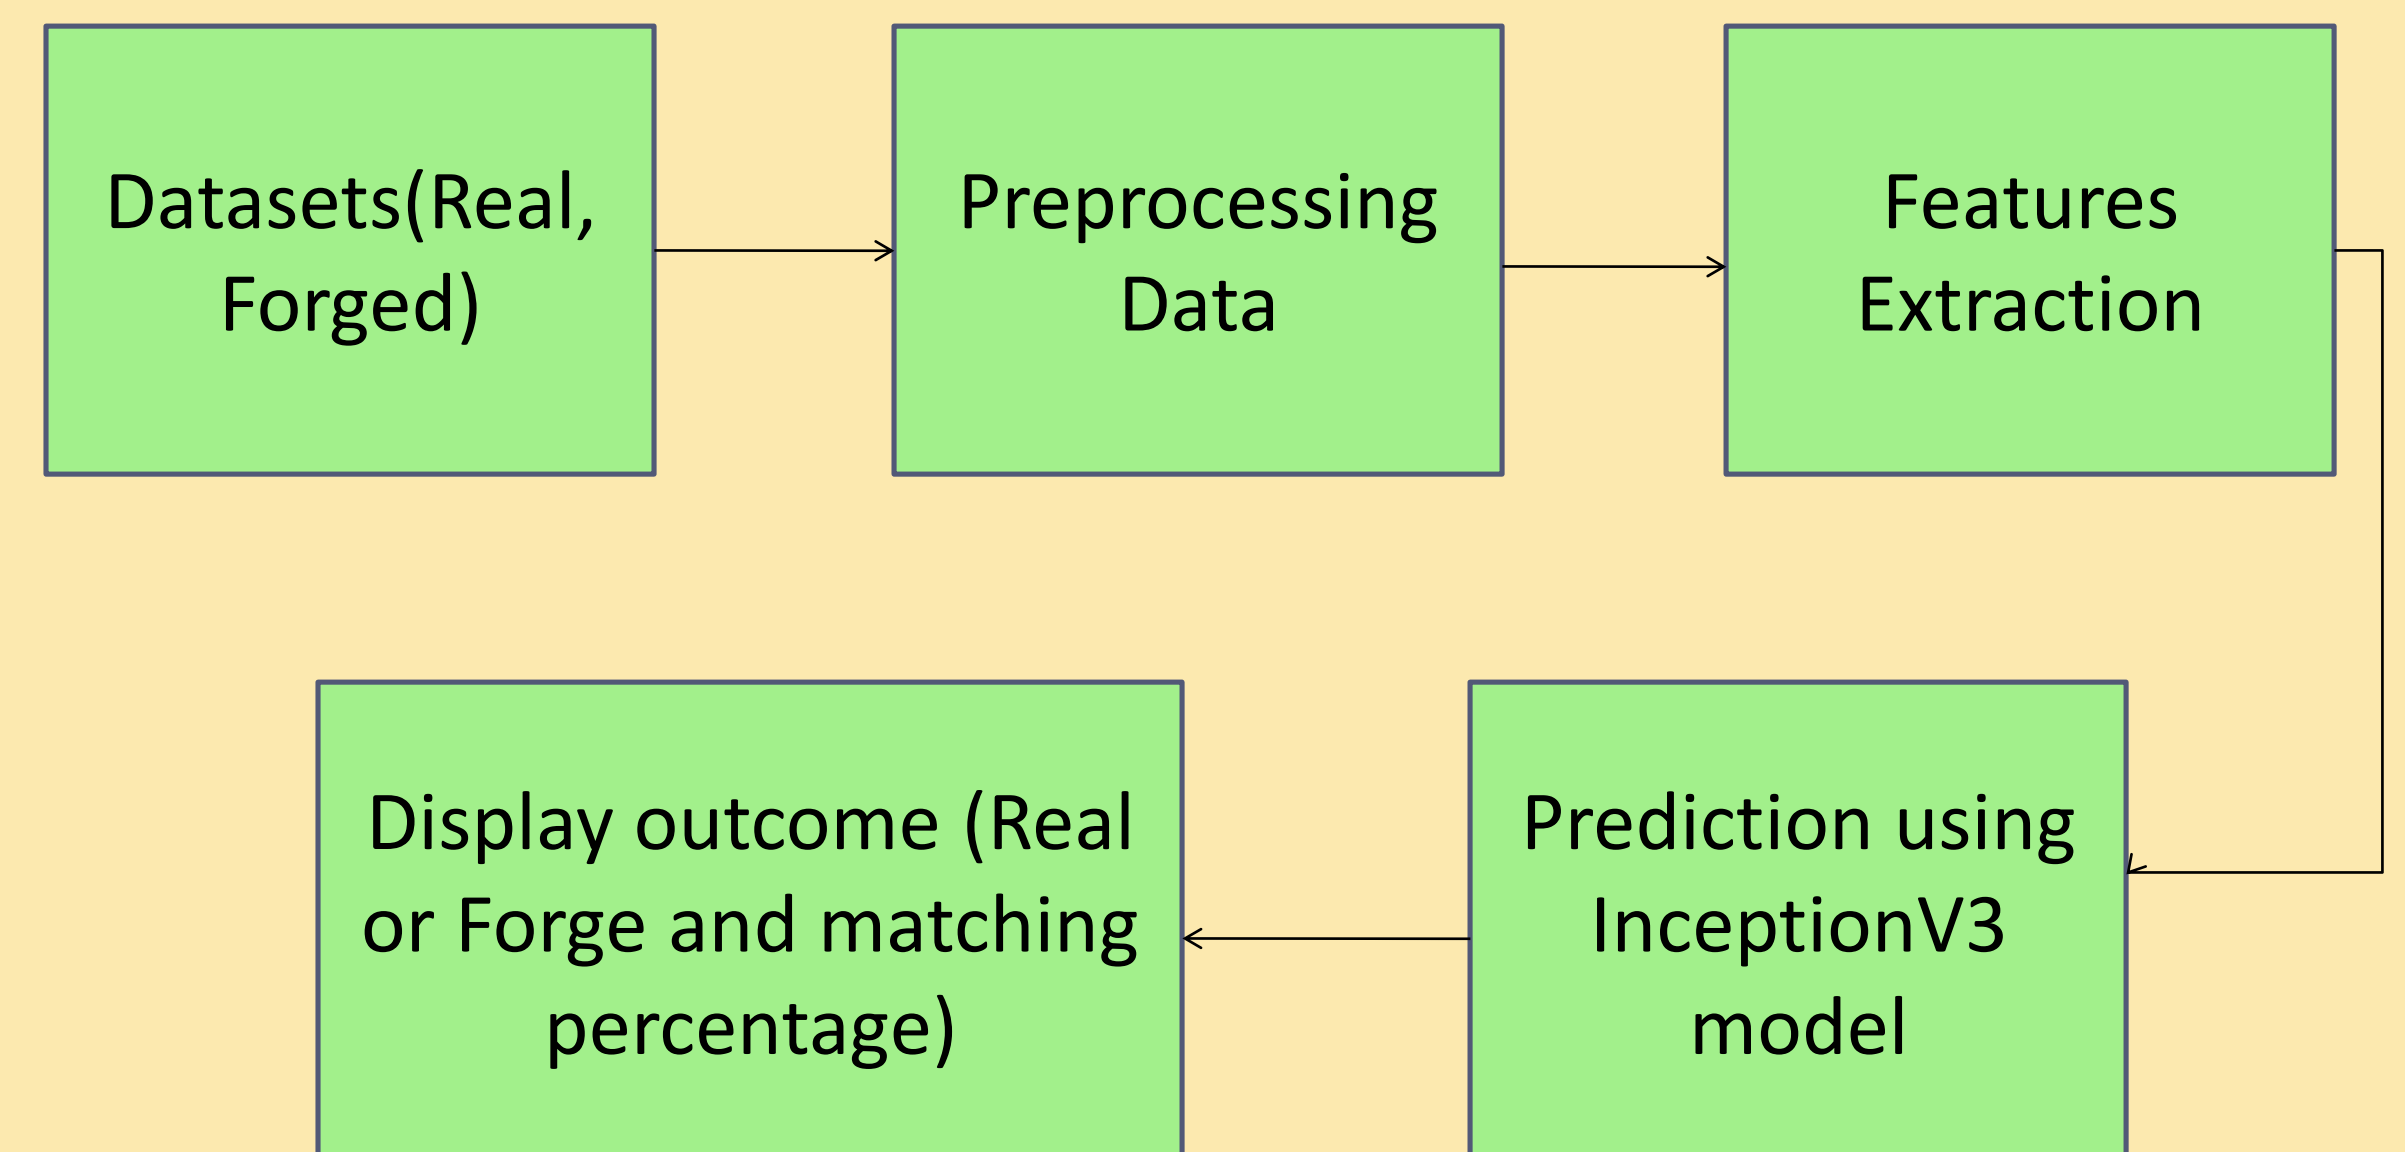 Datasets(Real,
Forged)
Preprocessing
Data
Features
Extraction
Display outcome (Real
or Forge and matching
percentage)
Prediction using
InceptionV3
model